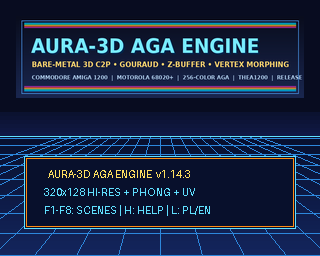 AURA-3D AGA ENGINE
BARE-METAL 3D C2P • GOURAUD • Z-BUFFER • VERTEX MORPHING
COMMODORE AMIGA 1200 | MOTOROLA 68020+ | 256-COLOR AGA | THEA1200 | RELEASE
AURA-3D AGA ENGINE v1.14.3
320x128 HI-RES + PHONG + UV
F1-F8: SCENES | H: HELP | L: PL/EN